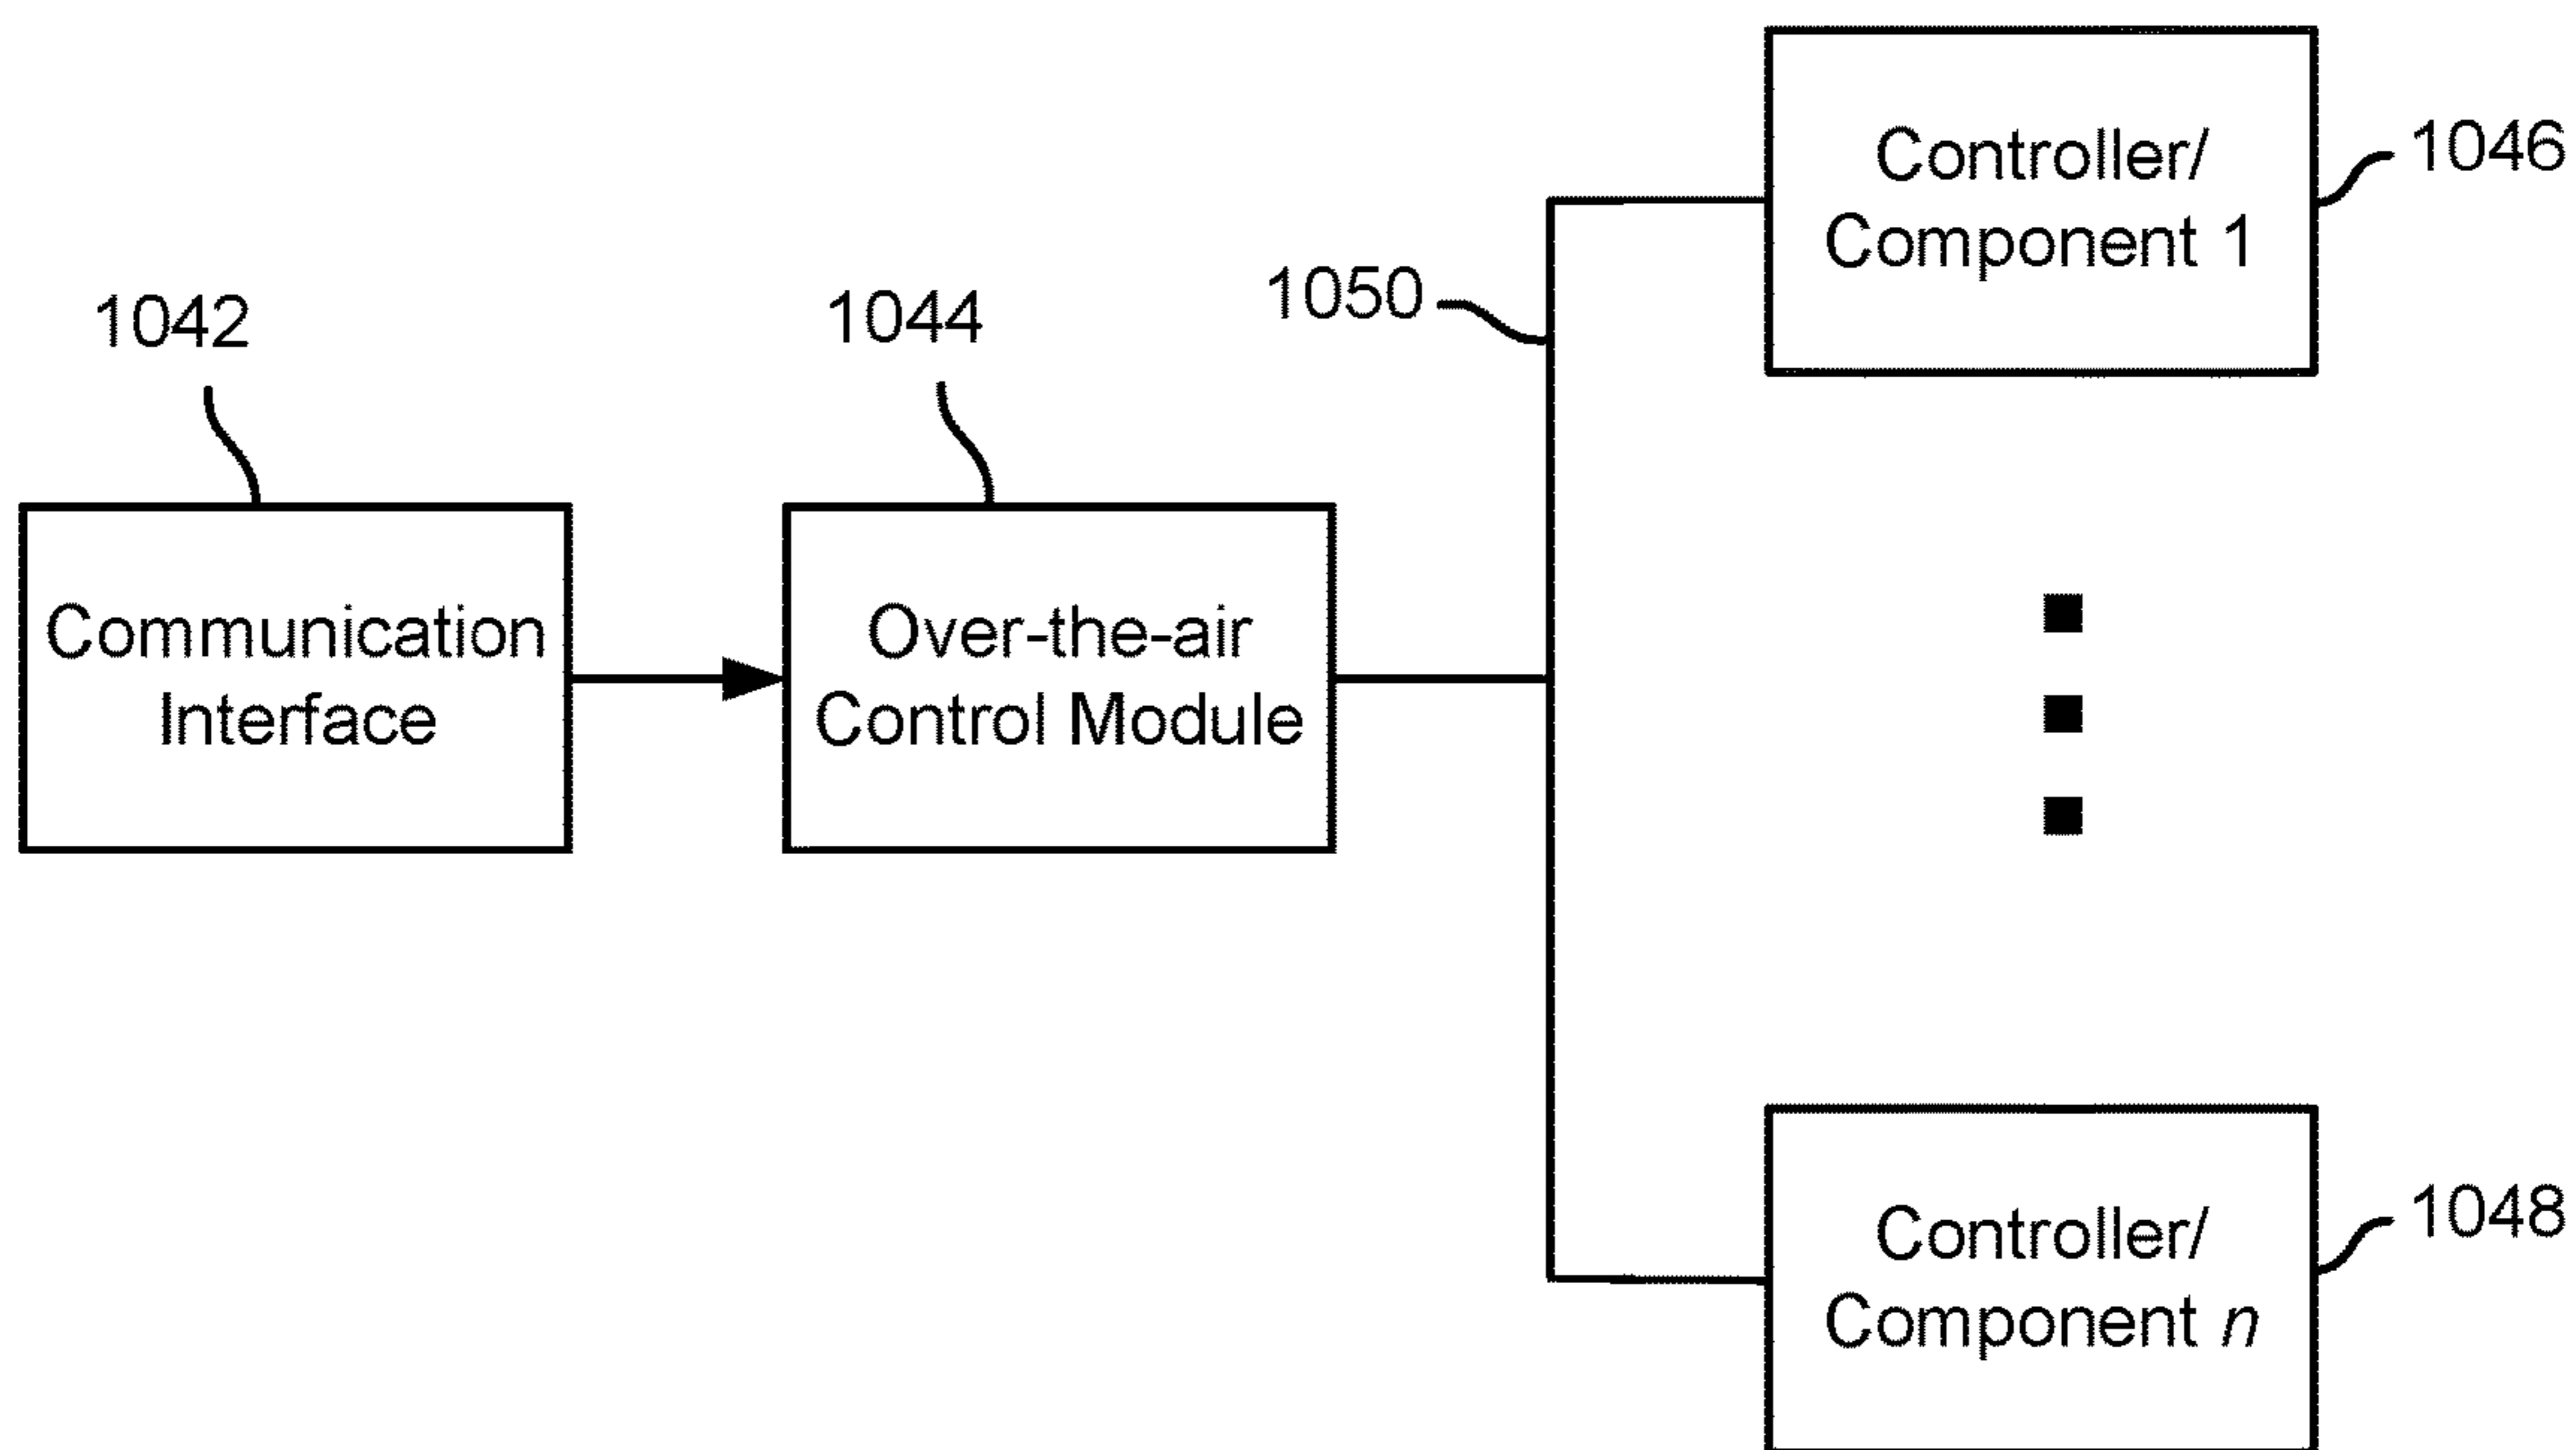 1042
Communication
Interface
1044
Over-the-air
Control Module
1050
Controller/
Component 1
1046
Controller/
Component n
1048